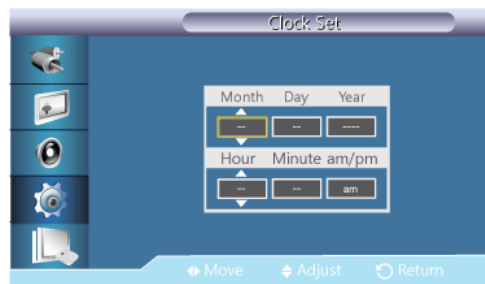 Clock Set
Month Day Year
-- -- ----
Hour Minute am/pm
-- -- am
Move Adjust Return